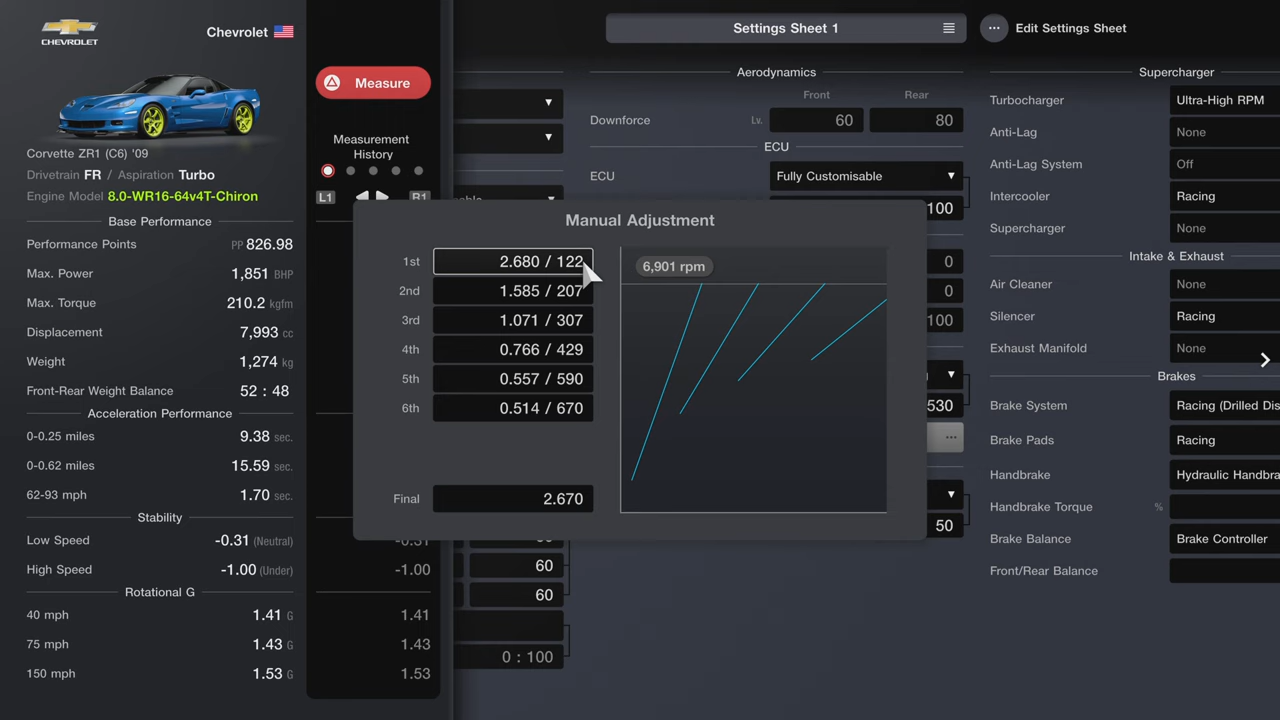 CHEVROLET
Chevrolet
Corvette ZR1 (C6) '09
Drivetrain FR / Aspiration Turbo
Engine Model 8.0-WR16-64v4T-Chiron
Base Performance
Performance Points PP 826.98
Max. Power 1,851 BHP
Max. Torque 210.2 kgfm
Displacement 7,993 cc
Weight 1,274 kg
Front-Rear Weight Balance 52 : 48
Acceleration Performance
0-0.25 miles 9.38 sec.
0-0.62 miles 15.59 sec.
62-93 mph 1.70 sec.
Stability
Low Speed -0.31 (Neutral)
High Speed -1.00 (Under)
Rotational G
40 mph 1.41 G
75 mph 1.43 G
150 mph 1.53 G
Measure
Measurement
History
L1 R1
-0.31
-1.00
1.41
1.43
1.53
Settings Sheet 1
Edit Settings Sheet
Aerodynamics
Front Rear
Downforce Lv. 60 80
ECU
ECU Fully Customisable
100
0
0
100
530
50
60
60
0 : 100
Manual Adjustment
1st 2.680 / 122
2nd 1.585 / 207
3rd 1.071 / 307
4th 0.766 / 429
5th 0.557 / 590
6th 0.514 / 670
Final 2.670
6,901 rpm
Supercharger
Turbocharger Ultra-High RPM
Anti-Lag None
Anti-Lag System Off
Intercooler Racing
Supercharger None
Intake & Exhaust
Air Cleaner None
Silencer Racing
Exhaust Manifold None
Brakes
Brake System Racing (Drilled Dis
Brake Pads Racing
Handbrake Hydraulic Handbra
Handbrake Torque %
Brake Balance Brake Controller
Front/Rear Balance